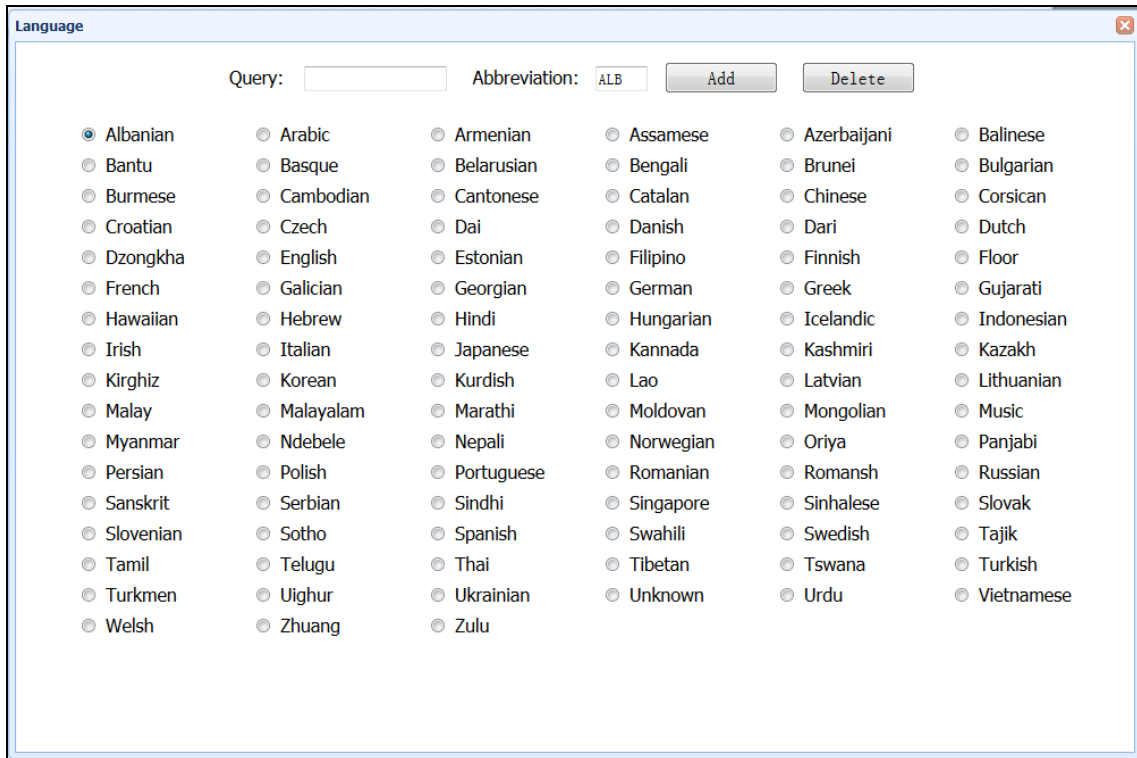 Language
Query: Abbreviation: ALB Add Delete
Albanian Arabic Armenian Assamese Azerbaijani Balinese
Bantu Basque Belarusian Bengali Brunei Bulgarian
Burmese Cambodian Cantonese Catalan Chinese Corsican
Croatian Czech Dai Danish Dari Dutch
Dzongkha English Estonian Filipino Finnish Floor
French Galician Georgian German Greek Gujarati
Hawaiian Hebrew Hindi Hungarian Icelandic Indonesian
Irish Italian Japanese Kannada Kashmiri Kazakh
Kirghiz Korean Kurdish Lao Latvian Lithuanian
Malay Malayalam Marathi Moldovan Mongolian Music
Myanmar Ndebele Nepali Norwegian Oriya Panjabi
Persian Polish Portuguese Romanian Romansh Russian
Sanskrit Serbian Sindhi Singapore Sinhalese Slovak
Slovenian Sotho Spanish Swahili Swedish Tajik
Tamil Telugu Thai Tibetan Tswana Turkish
Turkmen Uighur Ukrainian Unknown Urdu Vietnamese
Welsh Zhuang Zulu